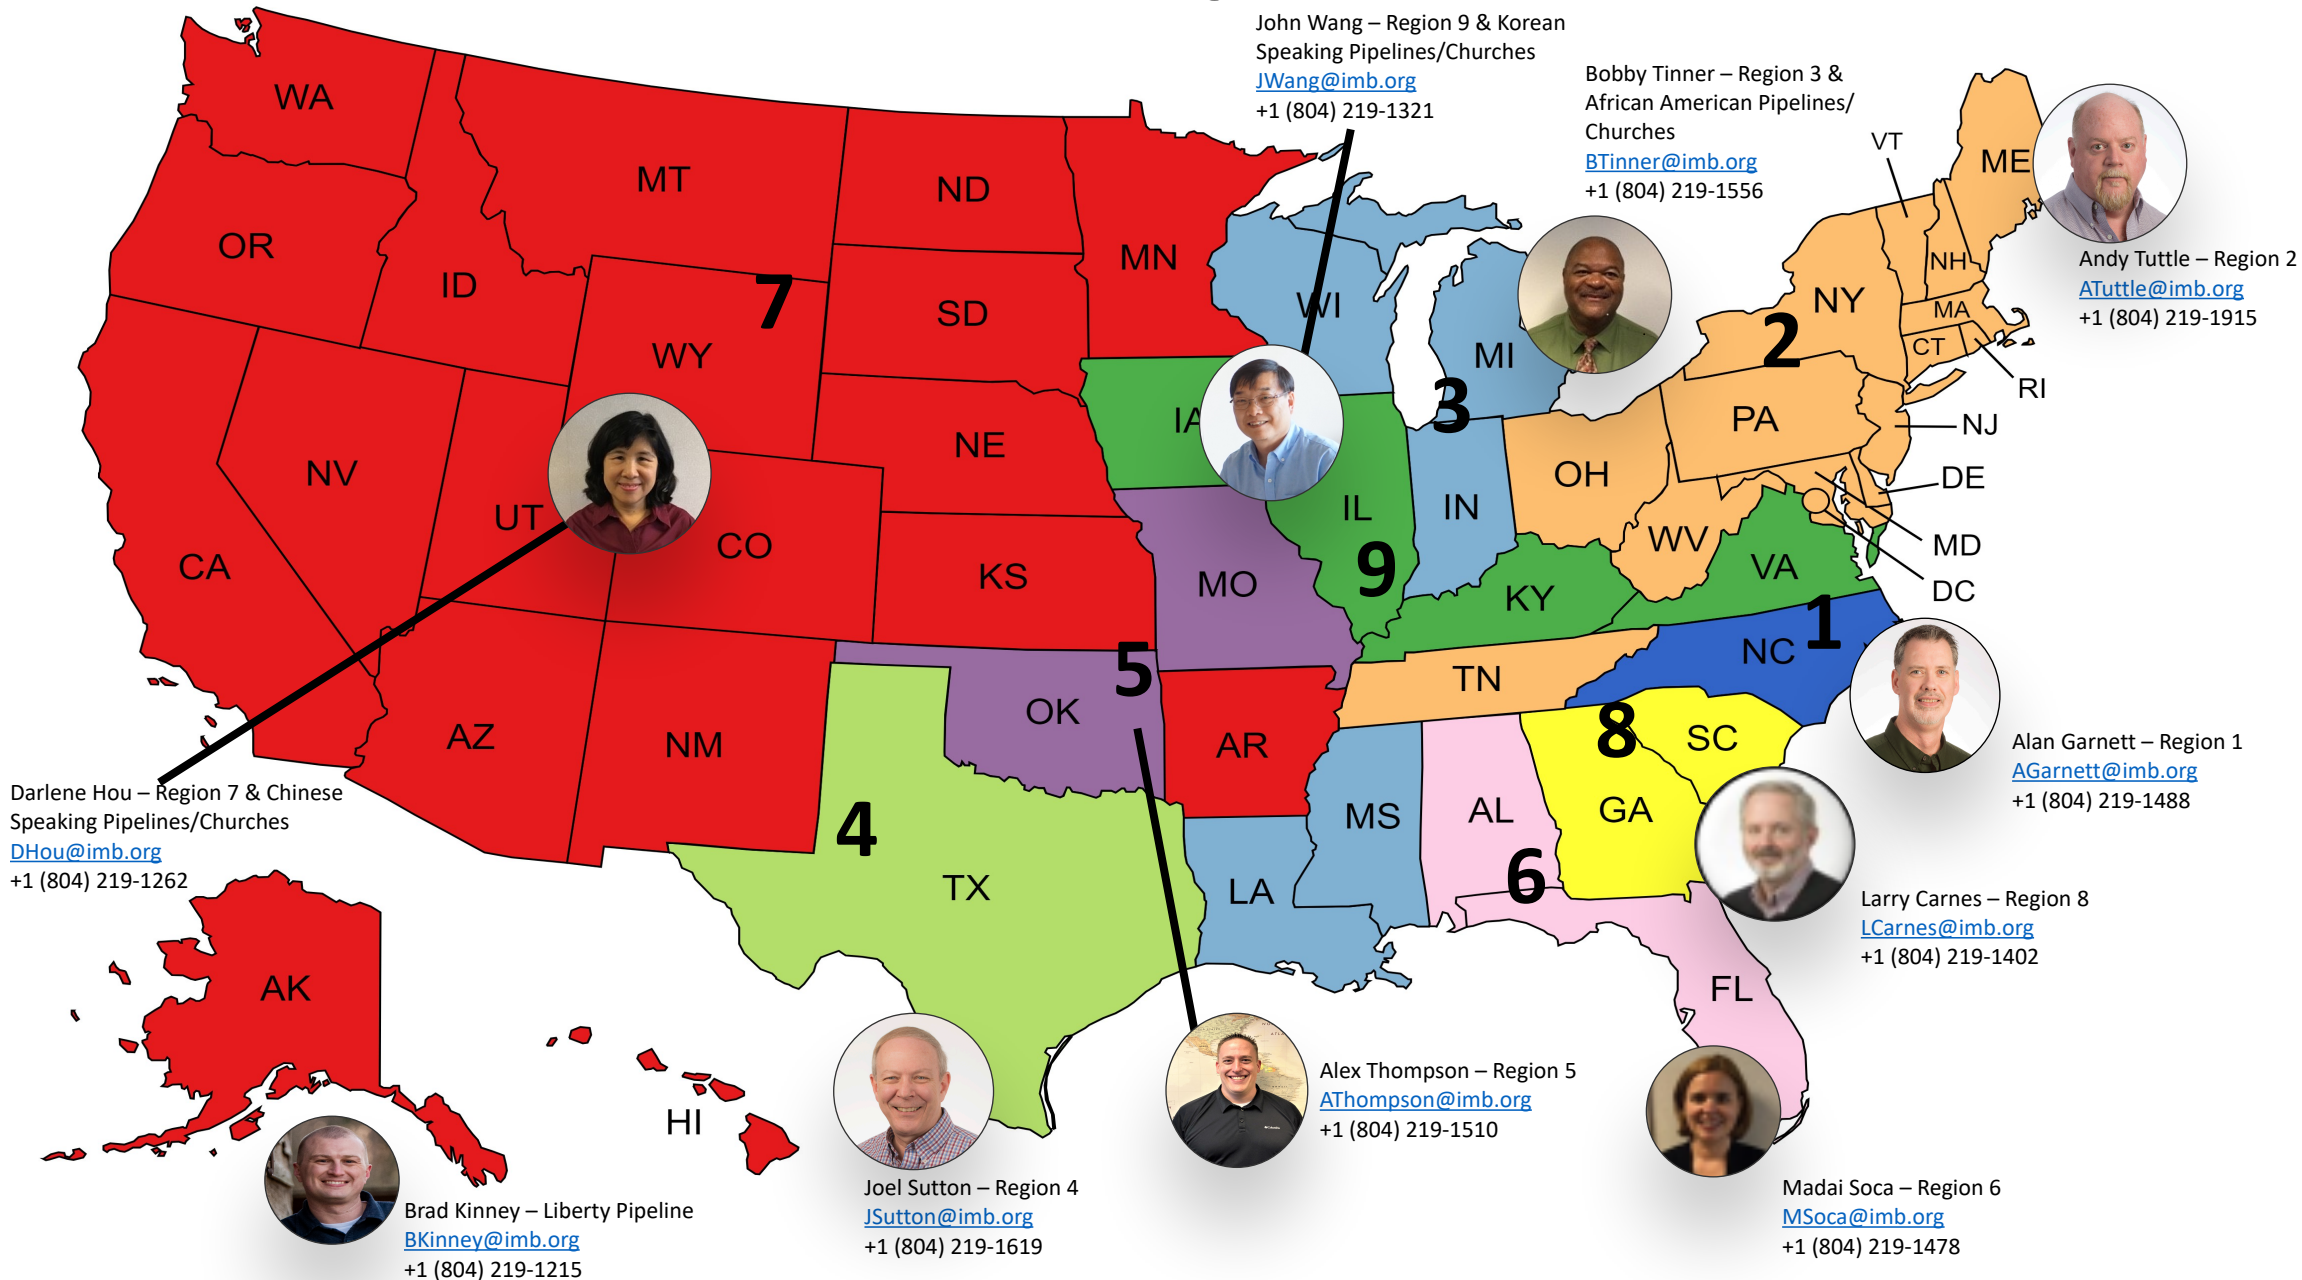 John Wang – Region 9 & Korean
Speaking Pipelines/Churches
JWang@imb.org
+1 (804) 219-1321
Bobby Tinner – Region 3 &
African American Pipelines/
Churches
BTinner@imb.org
+1 (804) 219-1556
Andy Tuttle – Region 2
ATuttle@imb.org
+1 (804) 219-1915
WA
MT
ND
MN
OR
ID
7
SD
WI
WY
MI
3
VT
ME
NH
NY
MA
2
CT
RI
IA
NE
PA
NJ
NV
UT
CO
IL
IN
OH
DE
CA
KS
MO
9
KY
WV
VA
MD
DC
1
NC
5
TN
OK
AZ
NM
AR
8
SC
4
TX
MS
AL
GA
6
LA
FL
AK
HI
Alan Garnett – Region 1
AGarnett@imb.org
+1 (804) 219-1488
Darlene Hou – Region 7 & Chinese
Speaking Pipelines/Churches
DHou@imb.org
+1 (804) 219-1262
Larry Carnes – Region 8
LCarnes@imb.org
+1 (804) 219-1402
Alex Thompson – Region 5
AThompson@imb.org
+1 (804) 219-1510
Joel Sutton – Region 4
JSutton@imb.org
+1 (804) 219-1619
Madai Soca – Region 6
MSoca@imb.org
+1 (804) 219-1478
Brad Kinney – Liberty Pipeline
BKinney@imb.org
+1 (804) 219-1215